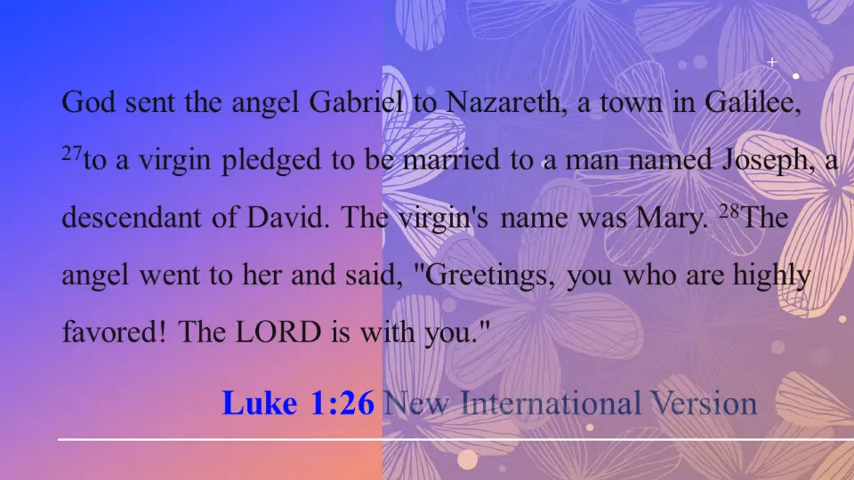 God sent the angel Gabriel to Nazareth, a town in Galilee,
27to a virgin pledged to be married to a man named Joseph, a
descendant of David. The virgin's name was Mary. 28The
angel went to her and said, "Greetings, you who are highly
favored! The LORD is with you."
Luke 1:26 New International Version